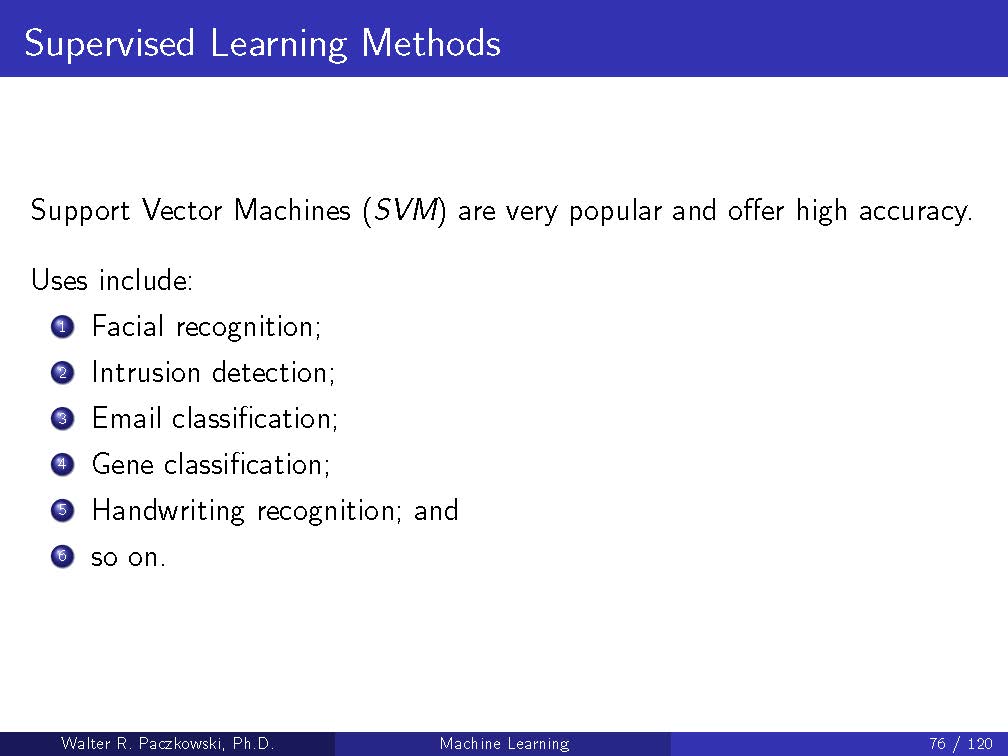 Supervised Learning Methods
Support Vector Machines (SVM) are very popular and offer high accuracy.
Uses include:
1 Facial recognition;
2 Intrusion detection;
3 Email classification;
4 Gene classification;
5 Handwriting recognition; and
6 so on.
Walter R. Paczkowski, Ph.D. Machine Learning 76 / 120